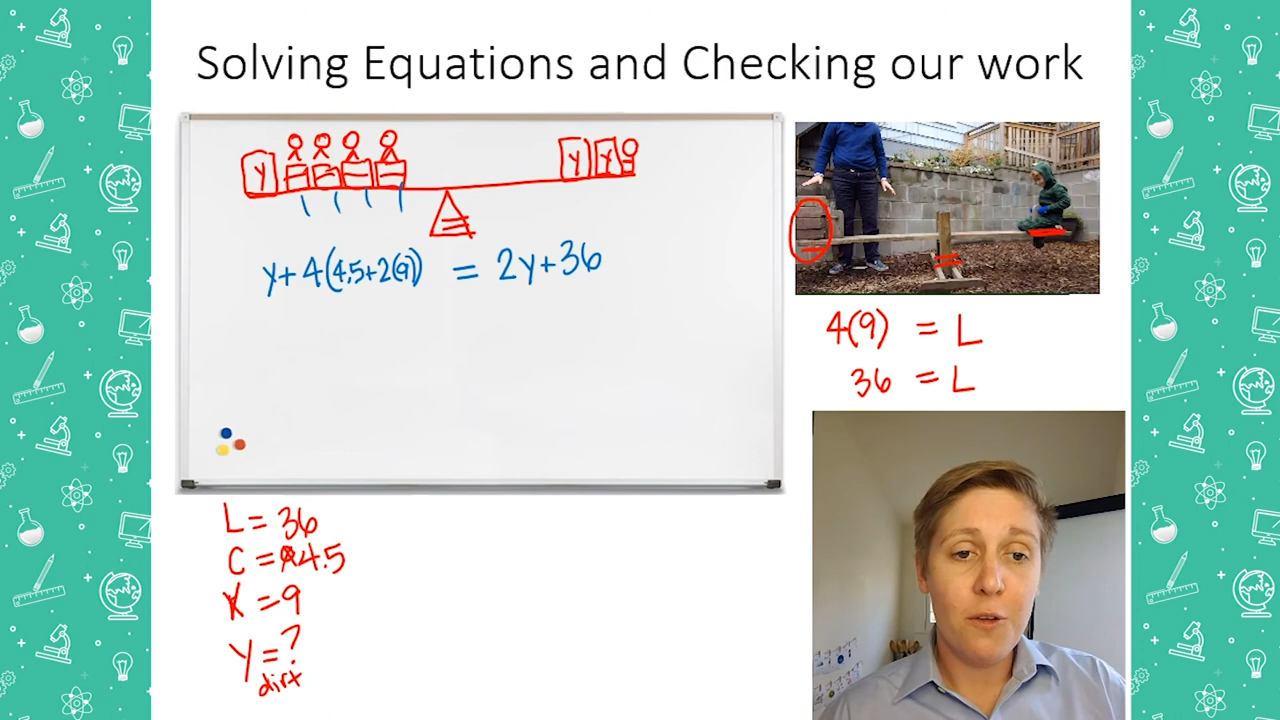 Solving Equations and Checking our work
y y y
y + 4(4.5+2(9)) = 2y+36
4(9) = L
36 = L
L = 36
C = 4.5
X = 9
Y = ?
dirt